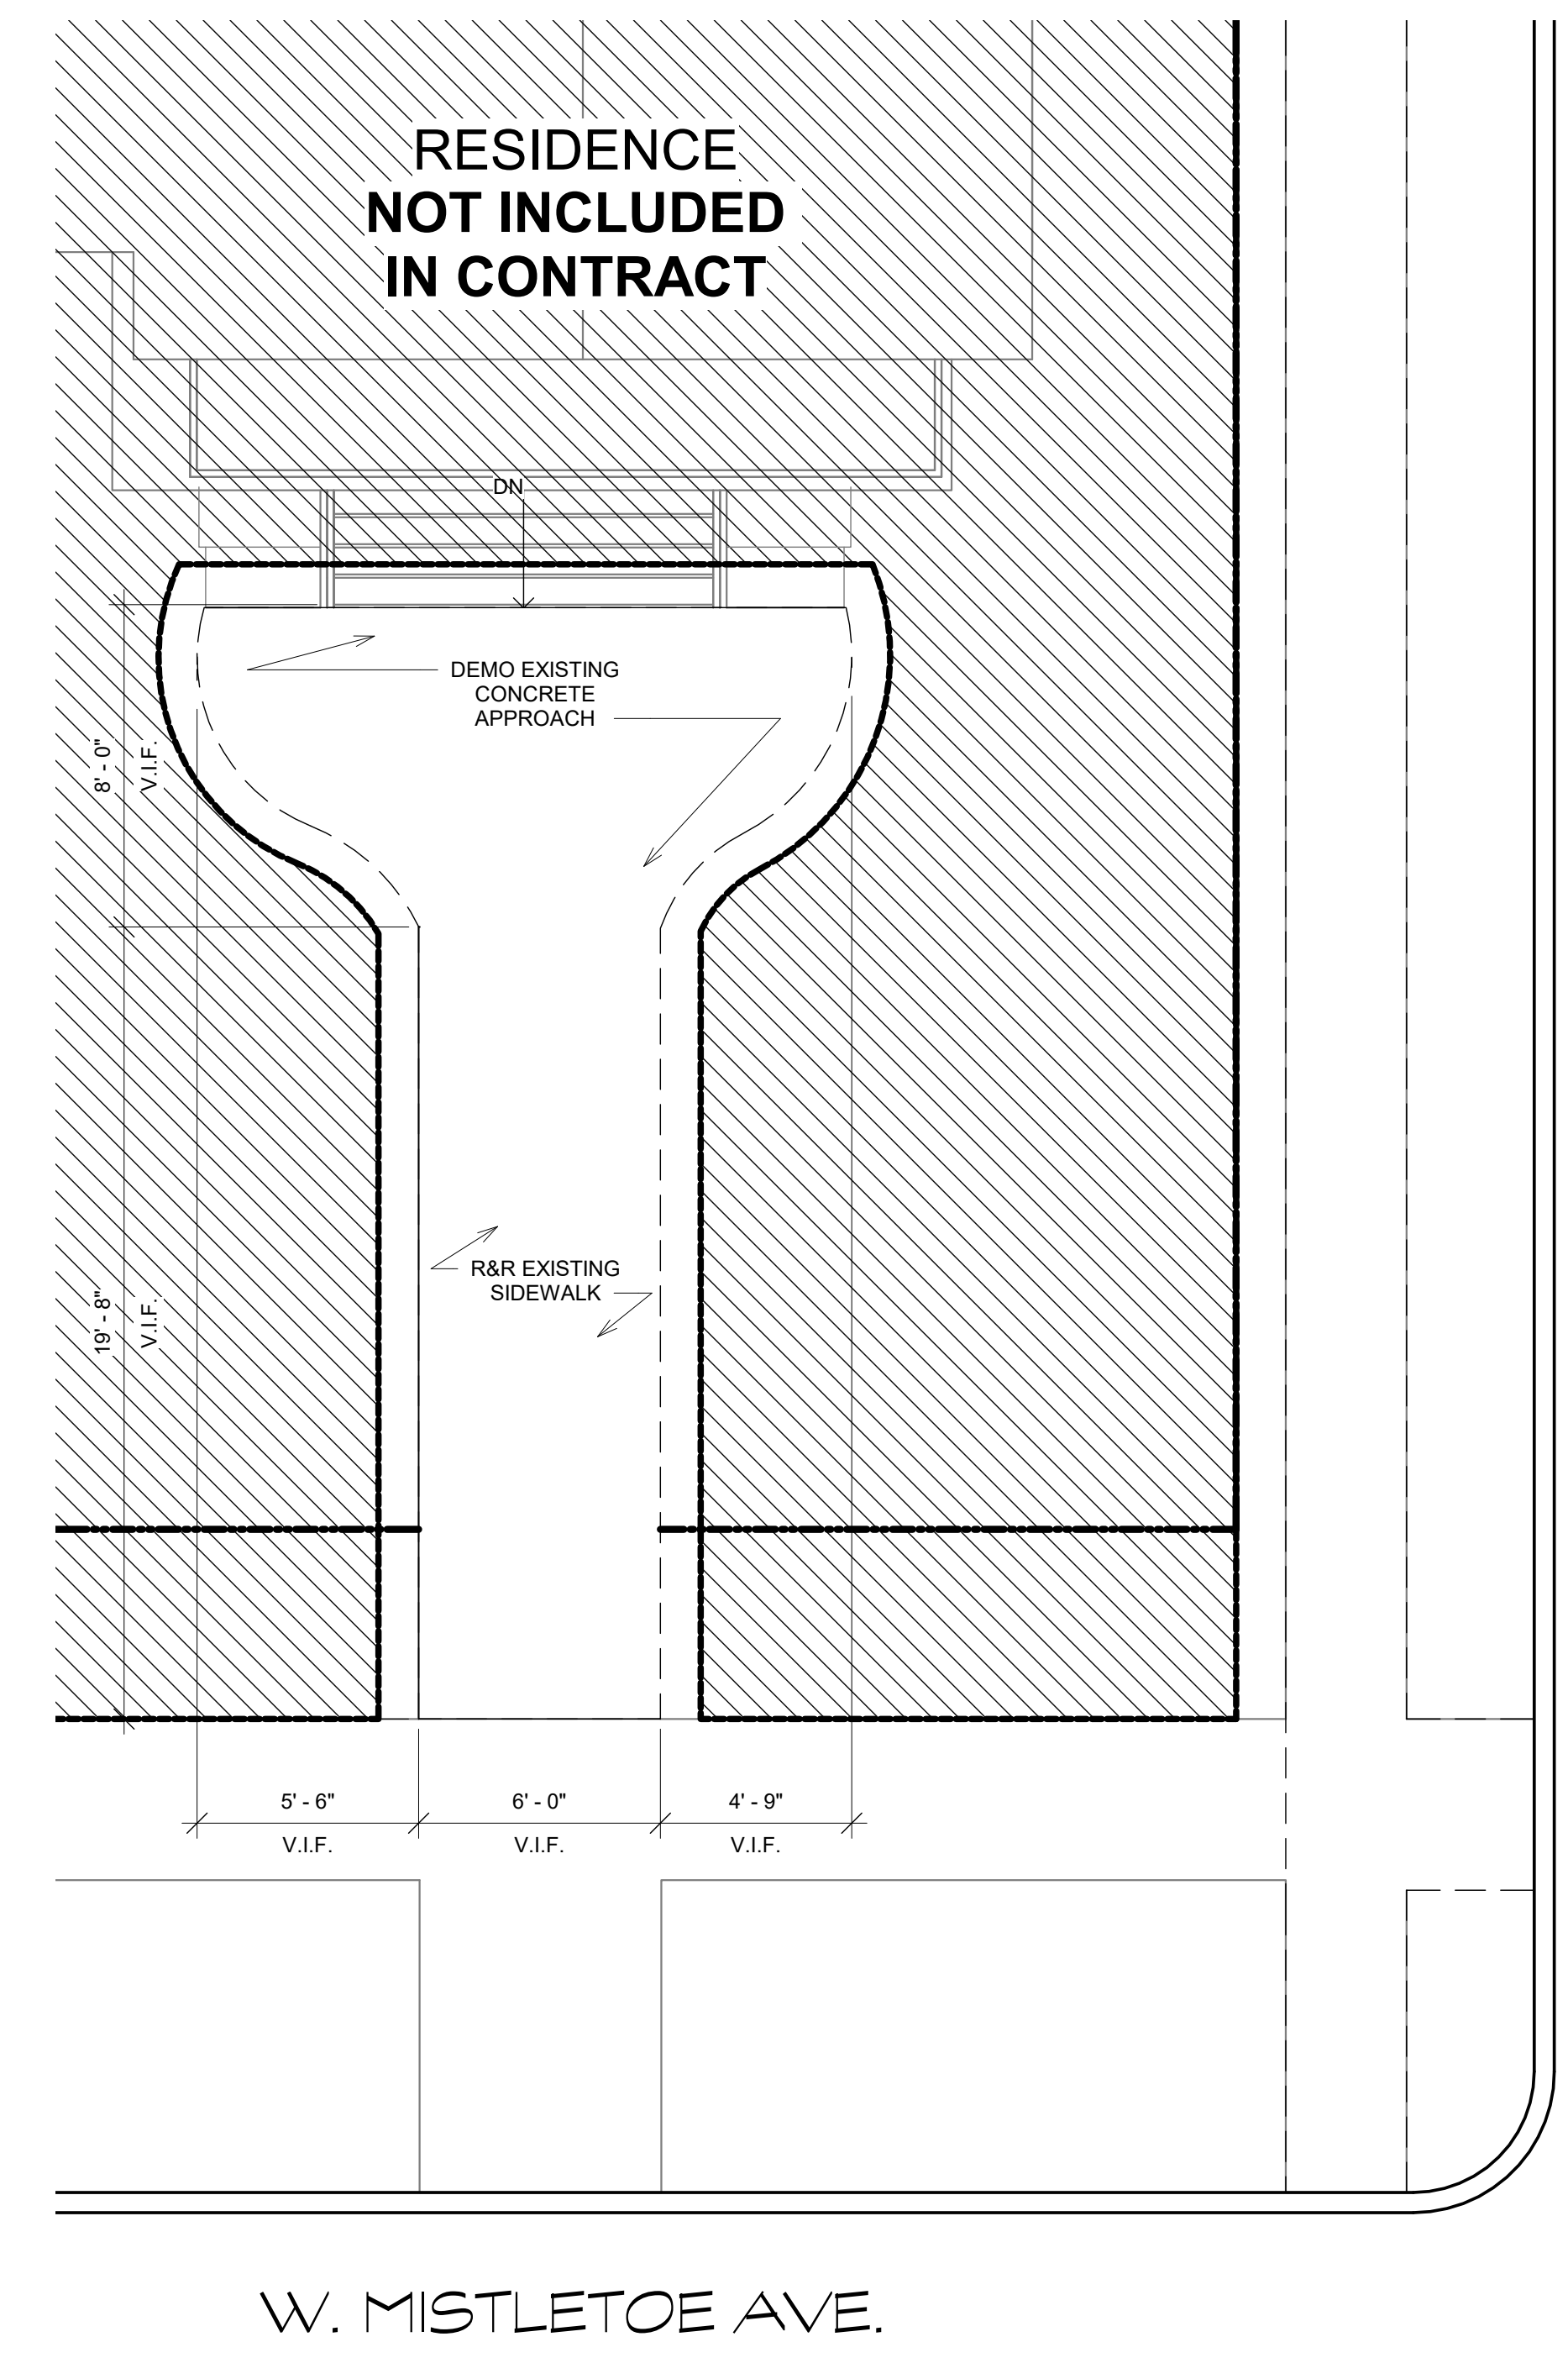 RESIDENCE
NOT INCLUDED
IN CONTRACT
DN
DEMO EXISTING
CONCRETE
APPROACH
8' - 0"
V.I.F.
R&R EXISTING
SIDEWALK
19' - 8"
V.I.F.
5' - 6"
V.I.F.
6' - 0"
V.I.F.
4' - 9"
V.I.F.
W. MISTLETOE AVE.